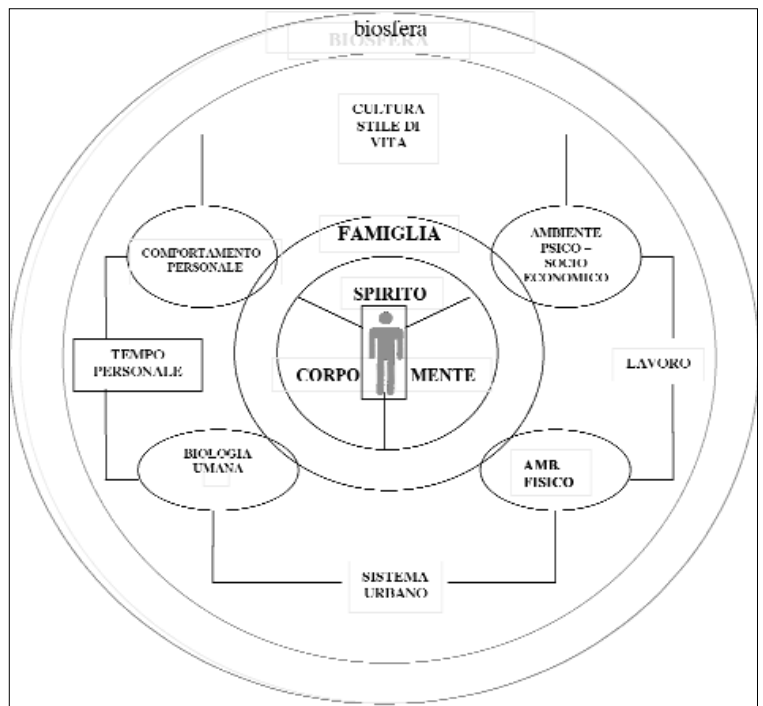 biosfera
BIOSFERA
CULTURA
STILE DI
VITA
FAMIGLIA
COMPORTAMENTO
PERSONALE
AMBIENTE
PSICO –
SOCIO
ECONOMICO
SPIRITO
TEMPO
PERSONALE
CORPO
MENTE
LAVORO
BIOLOGIA
UMANA
AMB.
FISICO
SISTEMA
URBANO